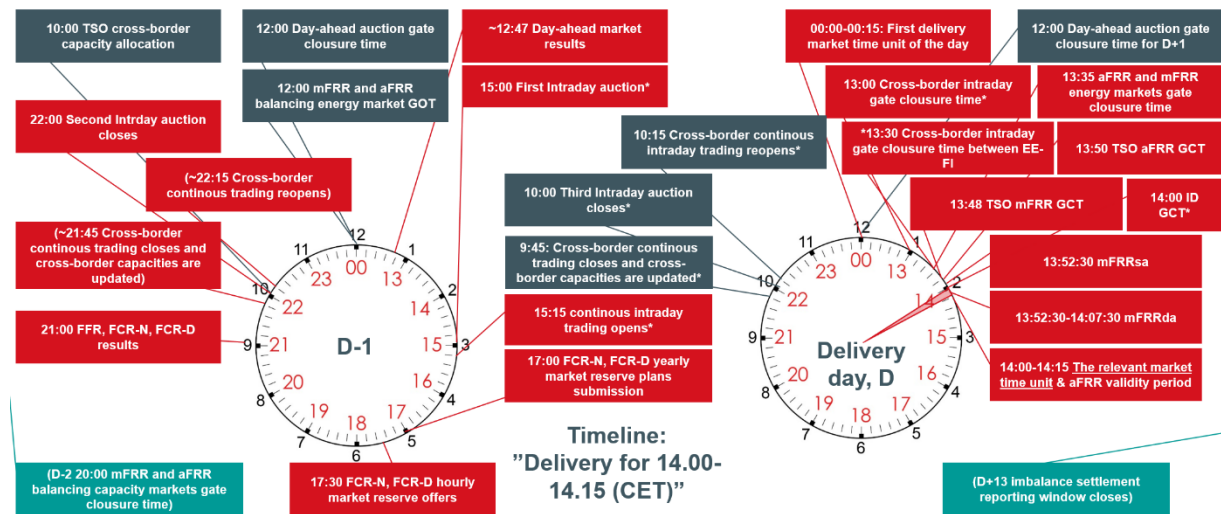 10:00 TSO cross-border
capacity allocation
12:00 Day-ahead auction gate
clousure time
12:00 mFRR and aFRR
balancing energy market GOT
~12:47 Day-ahead market
results
15:00 First Intraday auction*
22:00 Second Intrday auction
closes
(~22:15 Cross-border
continous trading reopens)
(~21:45 Cross-border
continous trading closes and
cross-border capacities are
updated)
21:00 FFR, FCR-N, FCR-D
results
12
1
2
3
4
5
6
7
8
9
10
11
00
13
14
15
16
17
18
19
20
21
22
23
D-1
15:15 continous intraday
trading opens*
17:00 FCR-N, FCR-D yearly
market reserve plans
submission
17:30 FCR-N, FCR-D hourly
market reserve offers
(D-2 20:00 mFRR and aFRR
balancing capacity markets gate
clousure time)
Timeline:
"Delivery for 14.00-
14.15 (CET)"
00:00-00:15: First delivery
market time unit of the day
12:00 Day-ahead auction gate
clousure time for D+1
13:00 Cross-border intraday
gate clousure time*
13:35 aFRR and mFRR
energy markets gate
clousure time
10:15 Cross-border continous
intraday trading reopens*
*13:30 Cross-border intraday
gate clousure time between EE-
FI
13:50 TSO aFRR GCT
10:00 Third Intraday auction
closes*
13:48 TSO mFRR GCT
14:00 ID
GCT*
9:45: Cross-border continous
trading closes and cross-
border capacities are updated*
13:52:30 mFRRsa
13:52:30-14:07:30 mFRRda
14:00-14:15 The relevant market
time unit & aFRR validity period
12
1
2
3
4
5
6
7
8
9
10
11
00
13
14
15
16
17
18
19
20
21
22
23
Delivery
day, D
(D+13 imbalance settlement
reporting window closes)